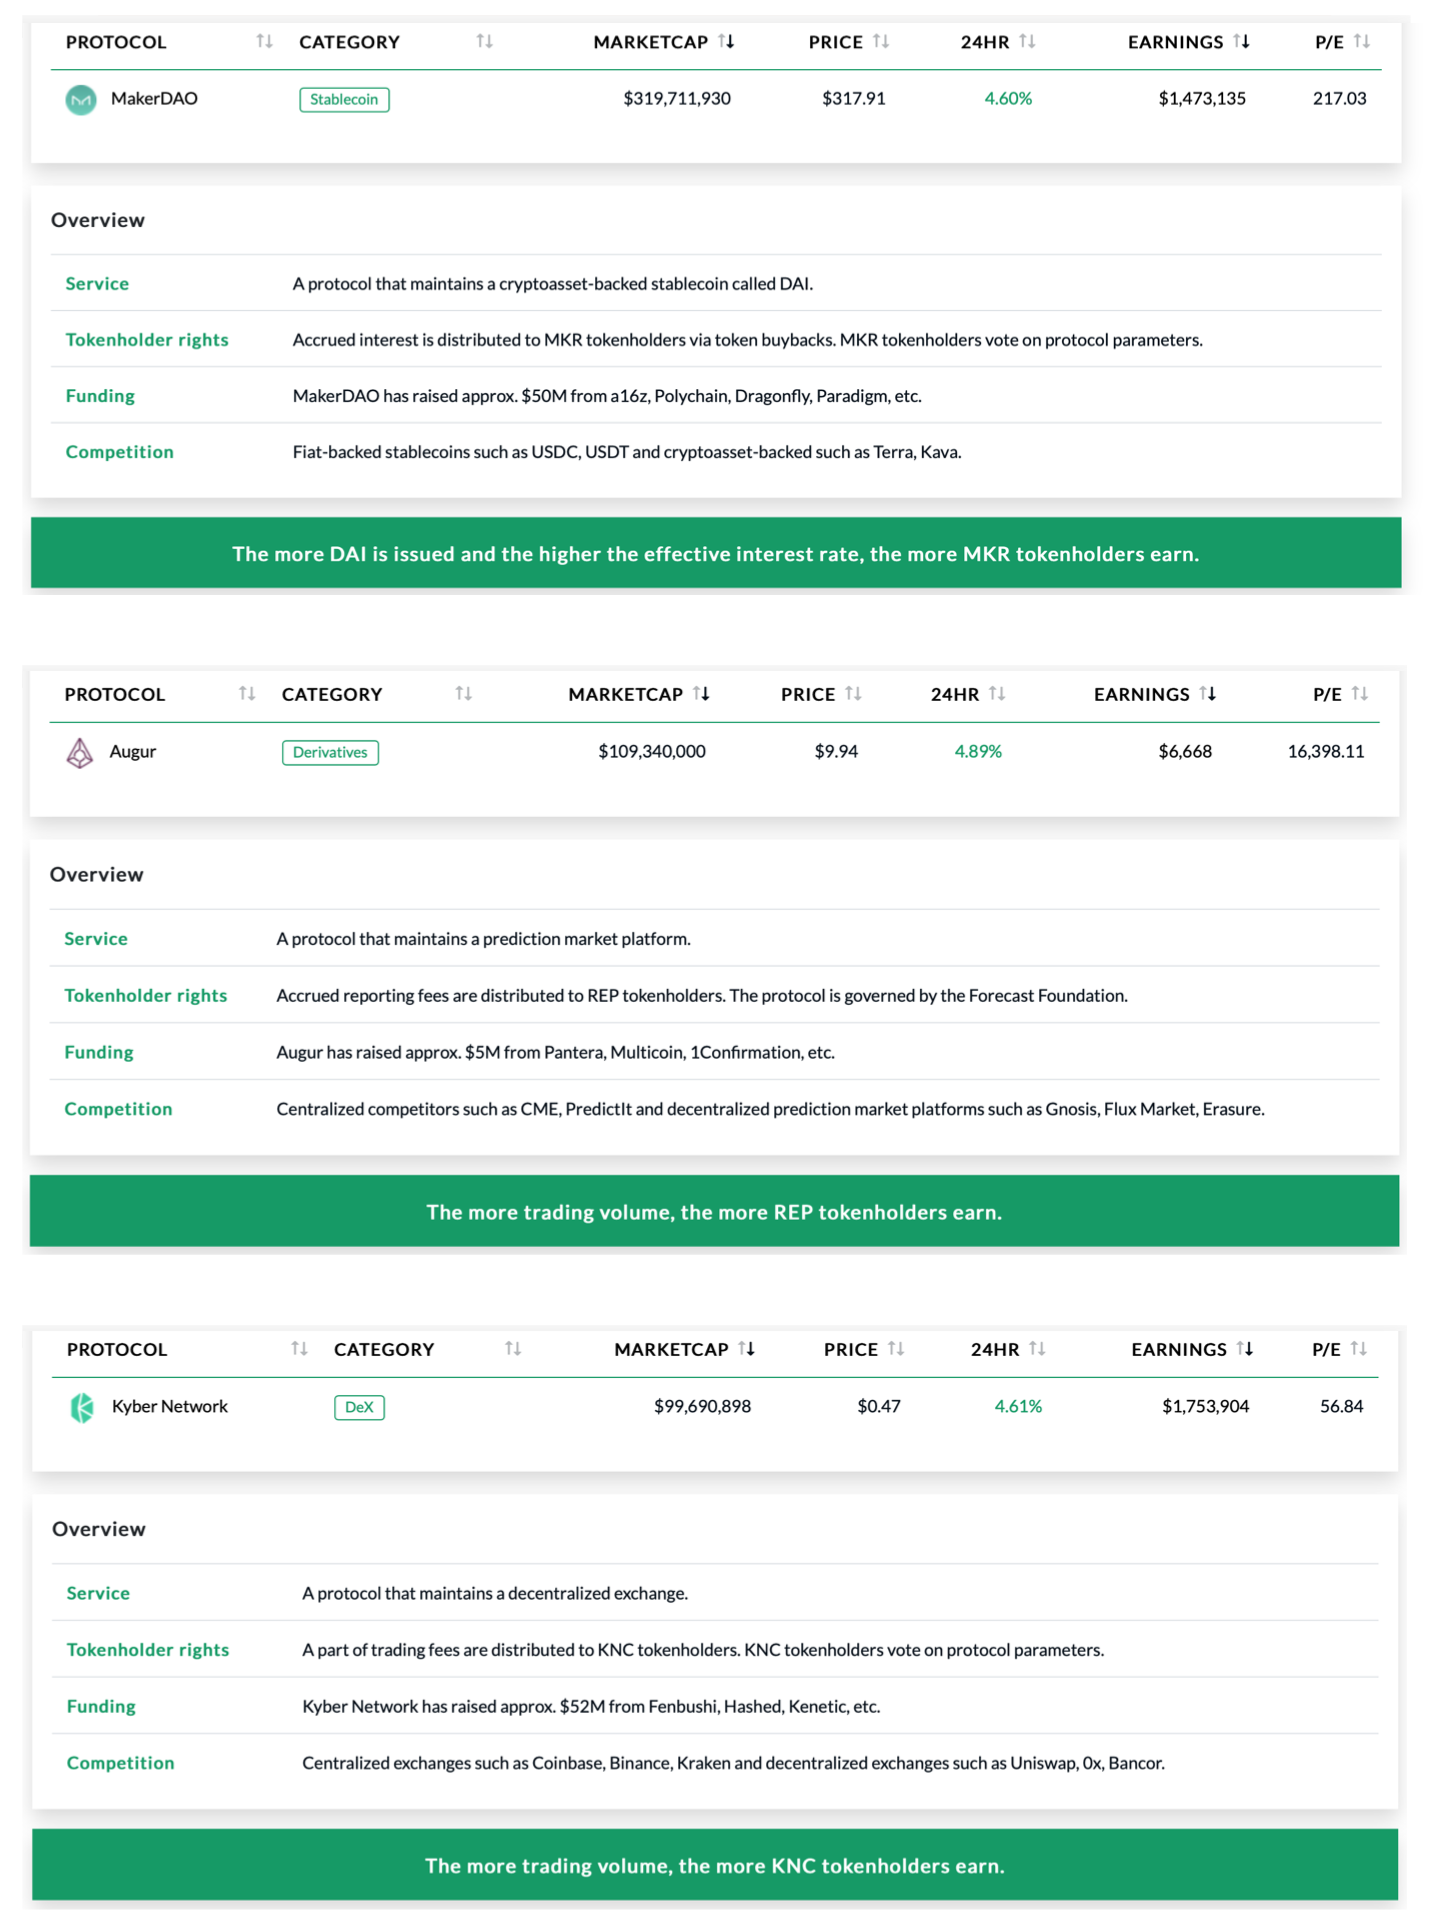 PROTOCOL CATEGORY MARKETCAP PRICE 24HR EARNINGS P/E
MakerDAO Stablecoin $319,711,930 $317.91 4.60% $1,473,135 217.03
Overview
Service A protocol that maintains a cryptoasset-backed stablecoin called DAI.
Tokenholder rights Accrued interest is distributed to MKR tokenholders via token buybacks. MKR tokenholders vote on protocol parameters.
Funding MakerDAO has raised approx. $50M from a16z, Polychain, Dragonfly, Paradigm, etc.
Competition Fiat-backed stablecoins such as USDC, USDT and cryptoasset-backed such as Terra, Kava.
The more DAI is issued and the higher the effective interest rate, the more MKR tokenholders earn.
PROTOCOL CATEGORY MARKETCAP PRICE 24HR EARNINGS P/E
Augur Derivatives $109,340,000 $9.94 4.89% $6,668 16,398.11
Overview
Service A protocol that maintains a prediction market platform.
Tokenholder rights Accrued reporting fees are distributed to REP tokenholders. The protocol is governed by the Forecast Foundation.
Funding Augur has raised approx. $5M from Pantera, Multicoin, 1Confirmation, etc.
Competition Centralized competitors such as CME, PredictIt and decentralized prediction market platforms such as Gnosis, Flux Market, Erasure.
The more trading volume, the more REP tokenholders earn.
PROTOCOL CATEGORY MARKETCAP PRICE 24HR EARNINGS P/E
Kyber Network DeX $99,690,898 $0.47 4.61% $1,753,904 56.84
Overview
Service A protocol that maintains a decentralized exchange.
Tokenholder rights A part of trading fees are distributed to KNC tokenholders. KNC tokenholders vote on protocol parameters.
Funding Kyber Network has raised approx. $52M from Fenbushi, Hashed, Kenetic, etc.
Competition Centralized exchanges such as Coinbase, Binance, Kraken and decentralized exchanges such as Uniswap, 0x, Bancor.
The more trading volume, the more KNC tokenholders earn.